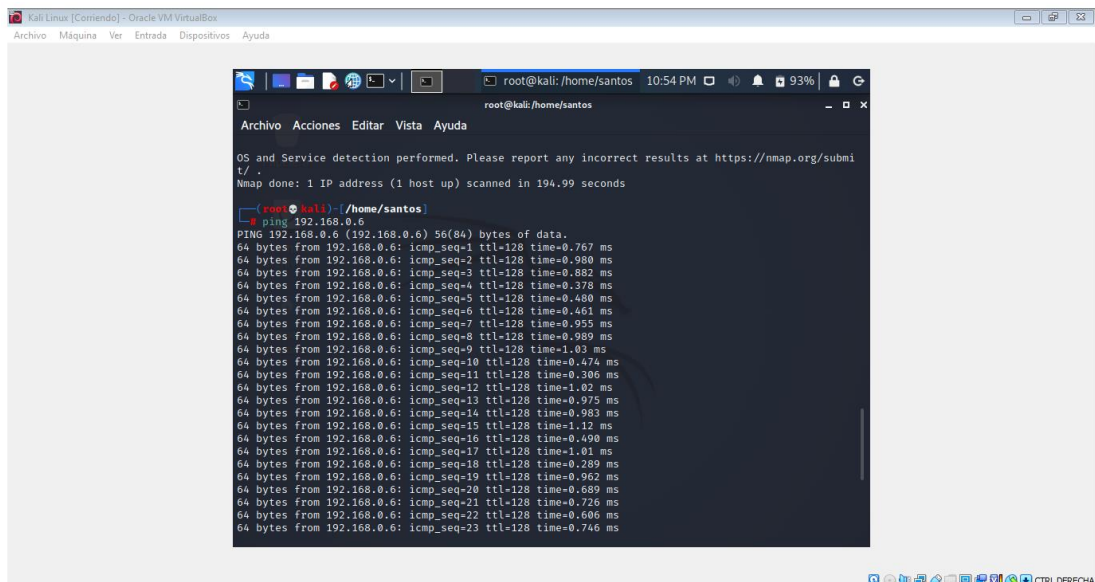 Kali Linux [Corriendo] - Oracle VM VirtualBox
Archivo Máquina Ver Entrada Dispositivos Ayuda
root@kali: /home/santos 10:54 PM 93%
root@kali: /home/santos
Archivo Acciones Editar Vista Ayuda
OS and Service detection performed. Please report any incorrect results at https://nmap.org/submi
t/ .
Nmap done: 1 IP address (1 host up) scanned in 194.99 seconds
(root💀kali)-[/home/santos]
# ping 192.168.0.6
PING 192.168.0.6 (192.168.0.6) 56(84) bytes of data.
64 bytes from 192.168.0.6: icmp_seq=1 ttl=128 time=0.767 ms
64 bytes from 192.168.0.6: icmp_seq=2 ttl=128 time=0.980 ms
64 bytes from 192.168.0.6: icmp_seq=3 ttl=128 time=0.882 ms
64 bytes from 192.168.0.6: icmp_seq=4 ttl=128 time=0.378 ms
64 bytes from 192.168.0.6: icmp_seq=5 ttl=128 time=0.480 ms
64 bytes from 192.168.0.6: icmp_seq=6 ttl=128 time=0.461 ms
64 bytes from 192.168.0.6: icmp_seq=7 ttl=128 time=0.955 ms
64 bytes from 192.168.0.6: icmp_seq=8 ttl=128 time=0.989 ms
64 bytes from 192.168.0.6: icmp_seq=9 ttl=128 time=1.03 ms
64 bytes from 192.168.0.6: icmp_seq=10 ttl=128 time=0.474 ms
64 bytes from 192.168.0.6: icmp_seq=11 ttl=128 time=0.306 ms
64 bytes from 192.168.0.6: icmp_seq=12 ttl=128 time=1.02 ms
64 bytes from 192.168.0.6: icmp_seq=13 ttl=128 time=0.975 ms
64 bytes from 192.168.0.6: icmp_seq=14 ttl=128 time=0.983 ms
64 bytes from 192.168.0.6: icmp_seq=15 ttl=128 time=1.12 ms
64 bytes from 192.168.0.6: icmp_seq=16 ttl=128 time=0.490 ms
64 bytes from 192.168.0.6: icmp_seq=17 ttl=128 time=1.01 ms
64 bytes from 192.168.0.6: icmp_seq=18 ttl=128 time=0.289 ms
64 bytes from 192.168.0.6: icmp_seq=19 ttl=128 time=0.962 ms
64 bytes from 192.168.0.6: icmp_seq=20 ttl=128 time=0.689 ms
64 bytes from 192.168.0.6: icmp_seq=21 ttl=128 time=0.726 ms
64 bytes from 192.168.0.6: icmp_seq=22 ttl=128 time=0.606 ms
64 bytes from 192.168.0.6: icmp_seq=23 ttl=128 time=0.746 ms
CTRL DERECHA